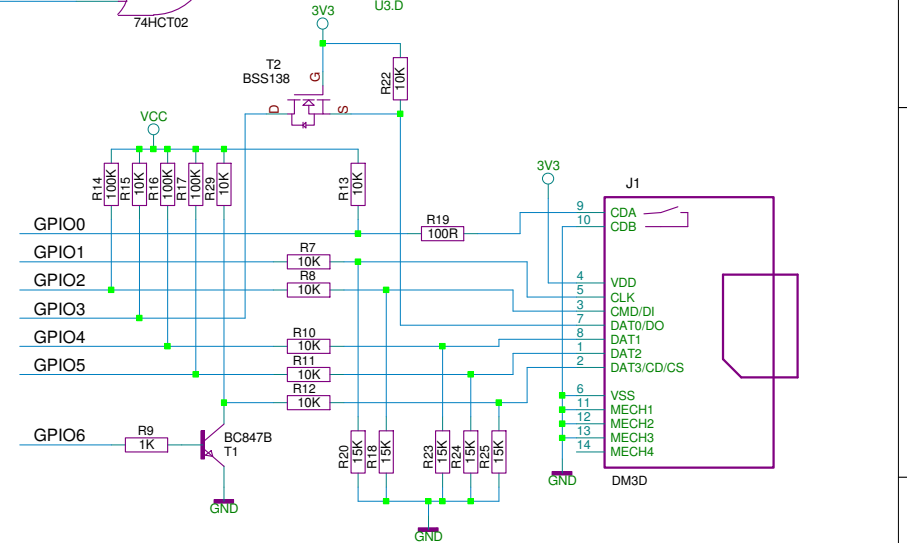 U3.D
74HCT02
3V3
T2
BSS138
G
D
S
R22
10K
VCC
R14
100K
R15
10K
R16
100K
R17
100K
R29
10K
R13
10K
3V3
J1
GPIO0
R19
100R
9
CDA
10
CDB
GPIO1
R7
10K
GPIO2
R8
10K
4
VDD
5
CLK
GPIO3
3
CMD/DI
7
DAT0/DO
GPIO4
R10
10K
8
DAT1
1
DAT2
GPIO5
R11
10K
2
DAT3/CD/CS
R12
10K
6
VSS
11
MECH1
12
MECH2
13
MECH3
14
MECH4
GPIO6
R9
1K
BC847B
T1
R20
15K
R18
15K
R23
15K
R24
15K
R25
15K
GND
GND
GND
DM3D